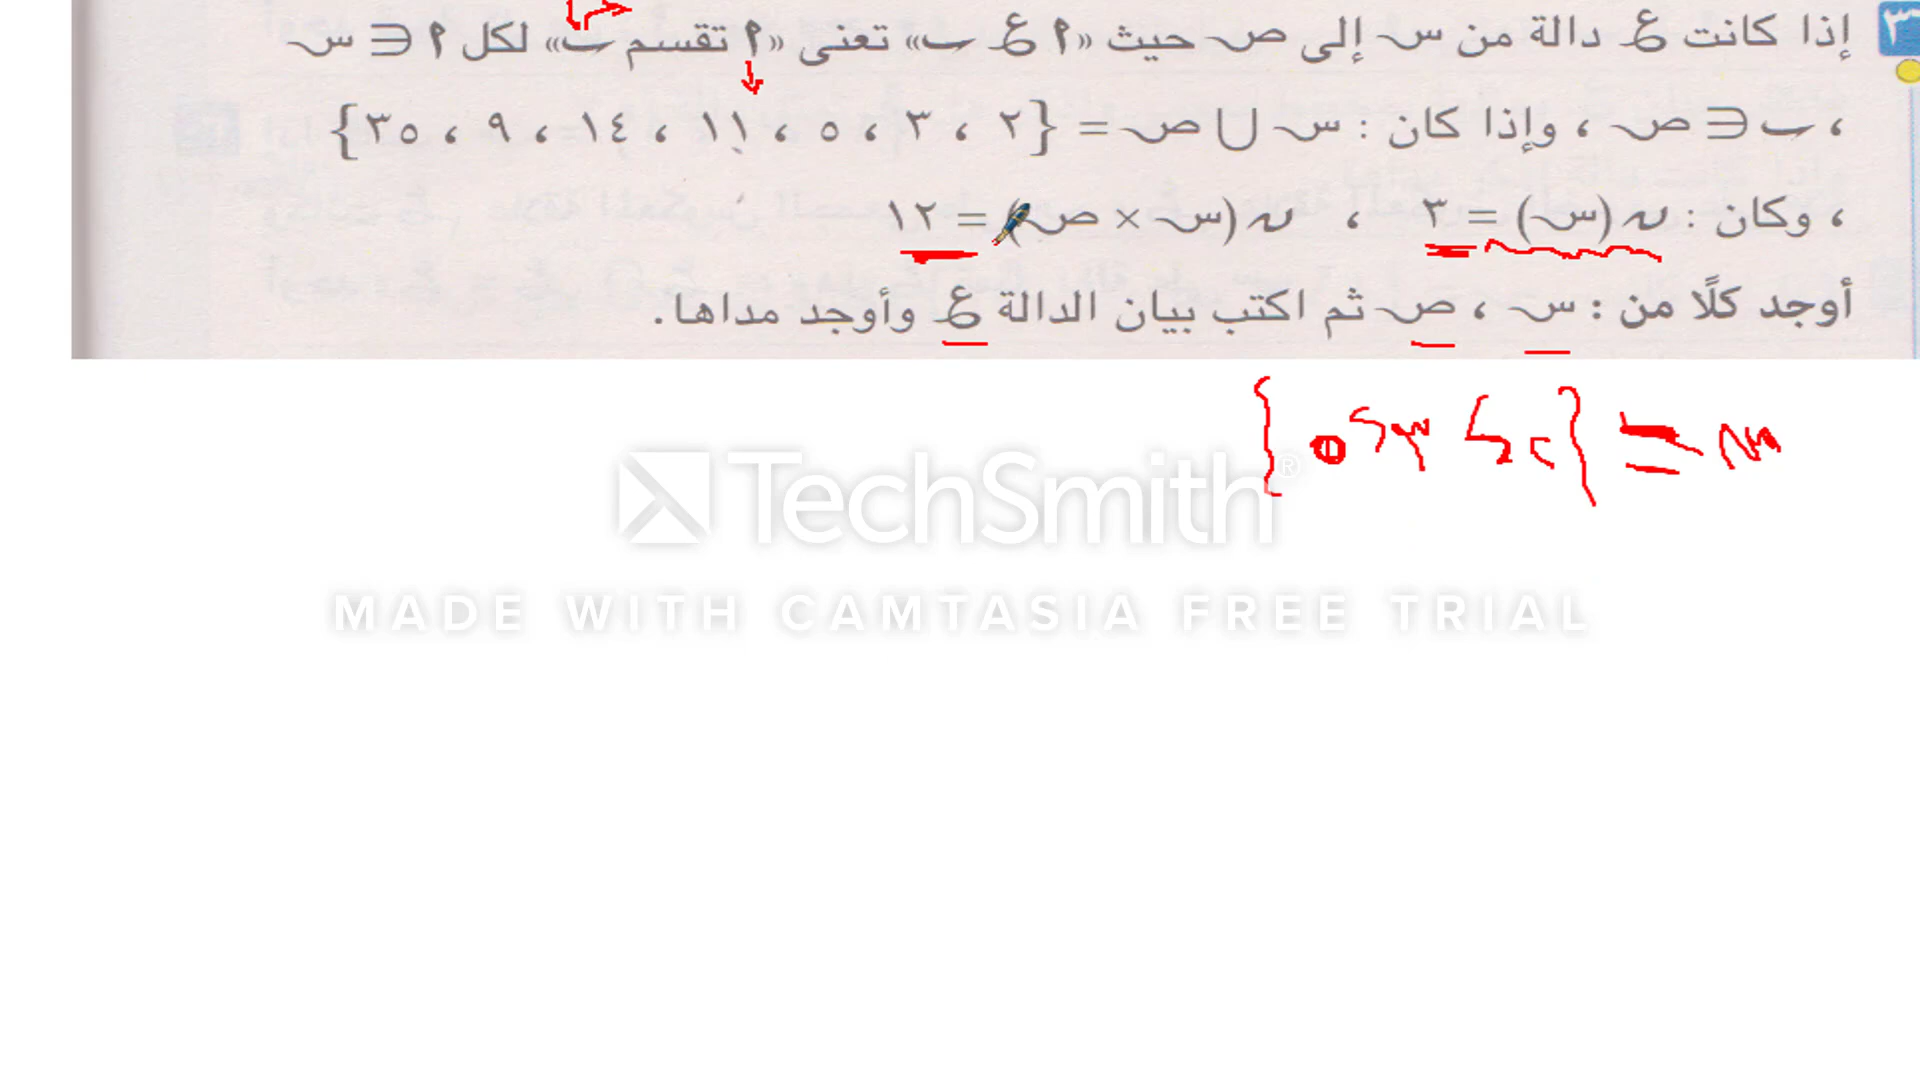 ٣ إذا كانت ع دالة من س إلى ص حيث «ا ع ب» تعنى «ا تقسم ب» لكل ا ∈ س
، ب ∈ ص ، وإذا كان : س ∪ ص = {٢ ، ٣ ، ٥ ، ١١ ، ١٤ ، ٩ ، ٣٥}
، وكان : ن (س) = ٣ ، ن (س × ص) = ١٢
أوجد كلًا من : س ، ص ثم اكتب بيان الدالة ع وأوجد مداها.
س = {٢ ، ٣ ، ٥}
TechSmith®
MADE WITH CAMTASIA FREE TRIAL